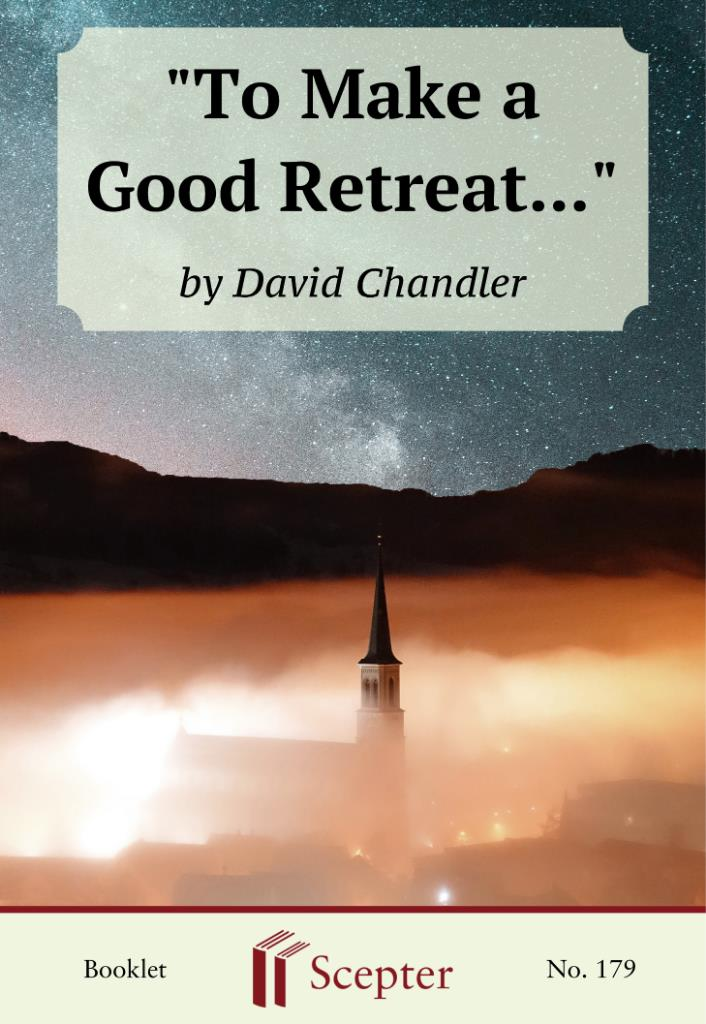 "To Make a
Good Retreat..."
by David Chandler
Booklet
Scepter
No. 179